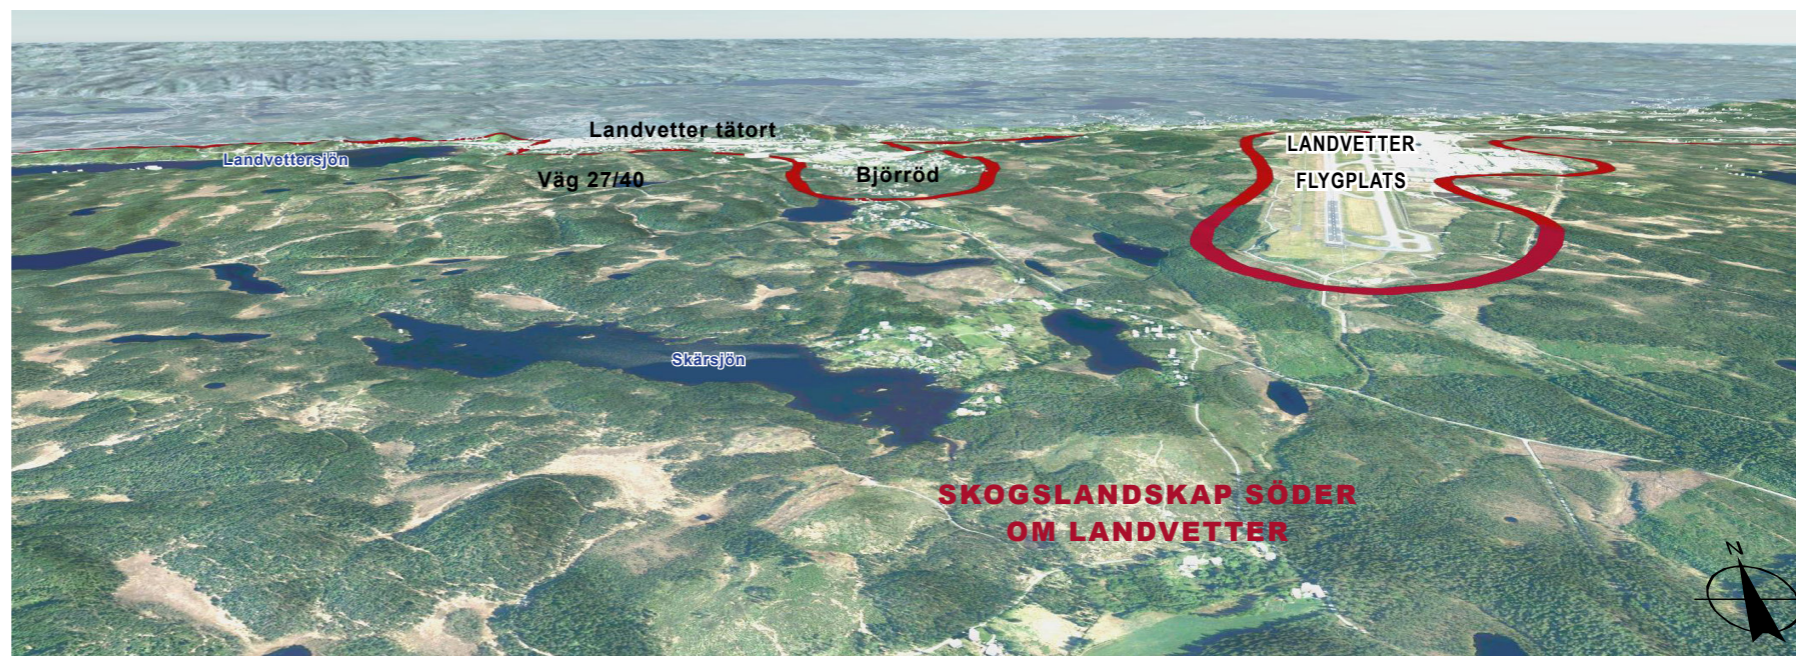 Landvetter tätort
LANDVETTER
FLYGPLATS
Landvettersjön
Väg 27/40
Björröd
Skärsjön
SKOGSLANDSKAP SÖDER
OM LANDVETTER
N